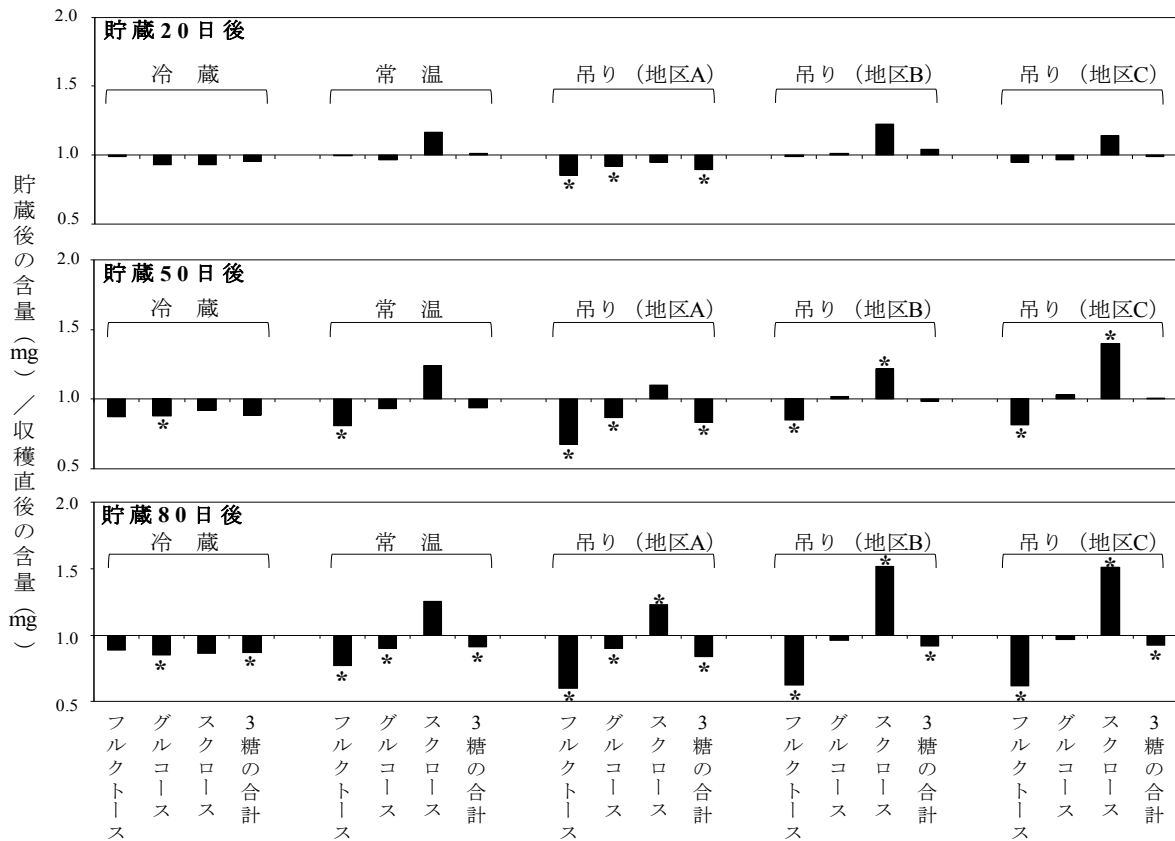 貯蔵後の含量（mg）／収穫直後の含量（mg）
2.0
1.5
1.0
0.5
貯蔵20日後
冷 蔵
常 温
吊り（地区A）
吊り（地区B）
吊り（地区C）
* * *
2.0
1.5
1.0
0.5
貯蔵50日後
冷 蔵
常 温
吊り（地区A）
吊り（地区B）
吊り（地区C）
* * * * * * * * *
2.0
1.5
1.0
0.5
貯蔵80日後
冷 蔵
常 温
吊り（地区A）
吊り（地区B）
吊り（地区C）
* * * * * * * * * * * * * * *
フルクトース
グルコース
スクロース
3糖の合計
フルクトース
グルコース
スクロース
3糖の合計
フルクトース
グルコース
スクロース
3糖の合計
フルクトース
グルコース
スクロース
3糖の合計
フルクトース
グルコース
スクロース
3糖の合計